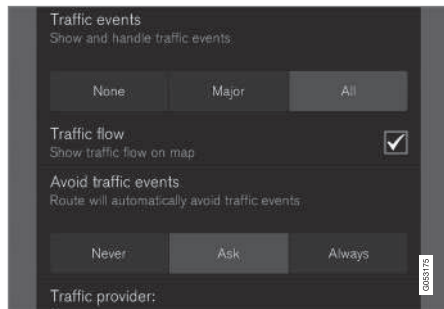 Traffic events
Show and handle traffic events
None Major All
Traffic flow
Show traffic flow on map
Avoid traffic events
Route will automatically avoid traffic events
Never Ask Always
Traffic provider:
G053175